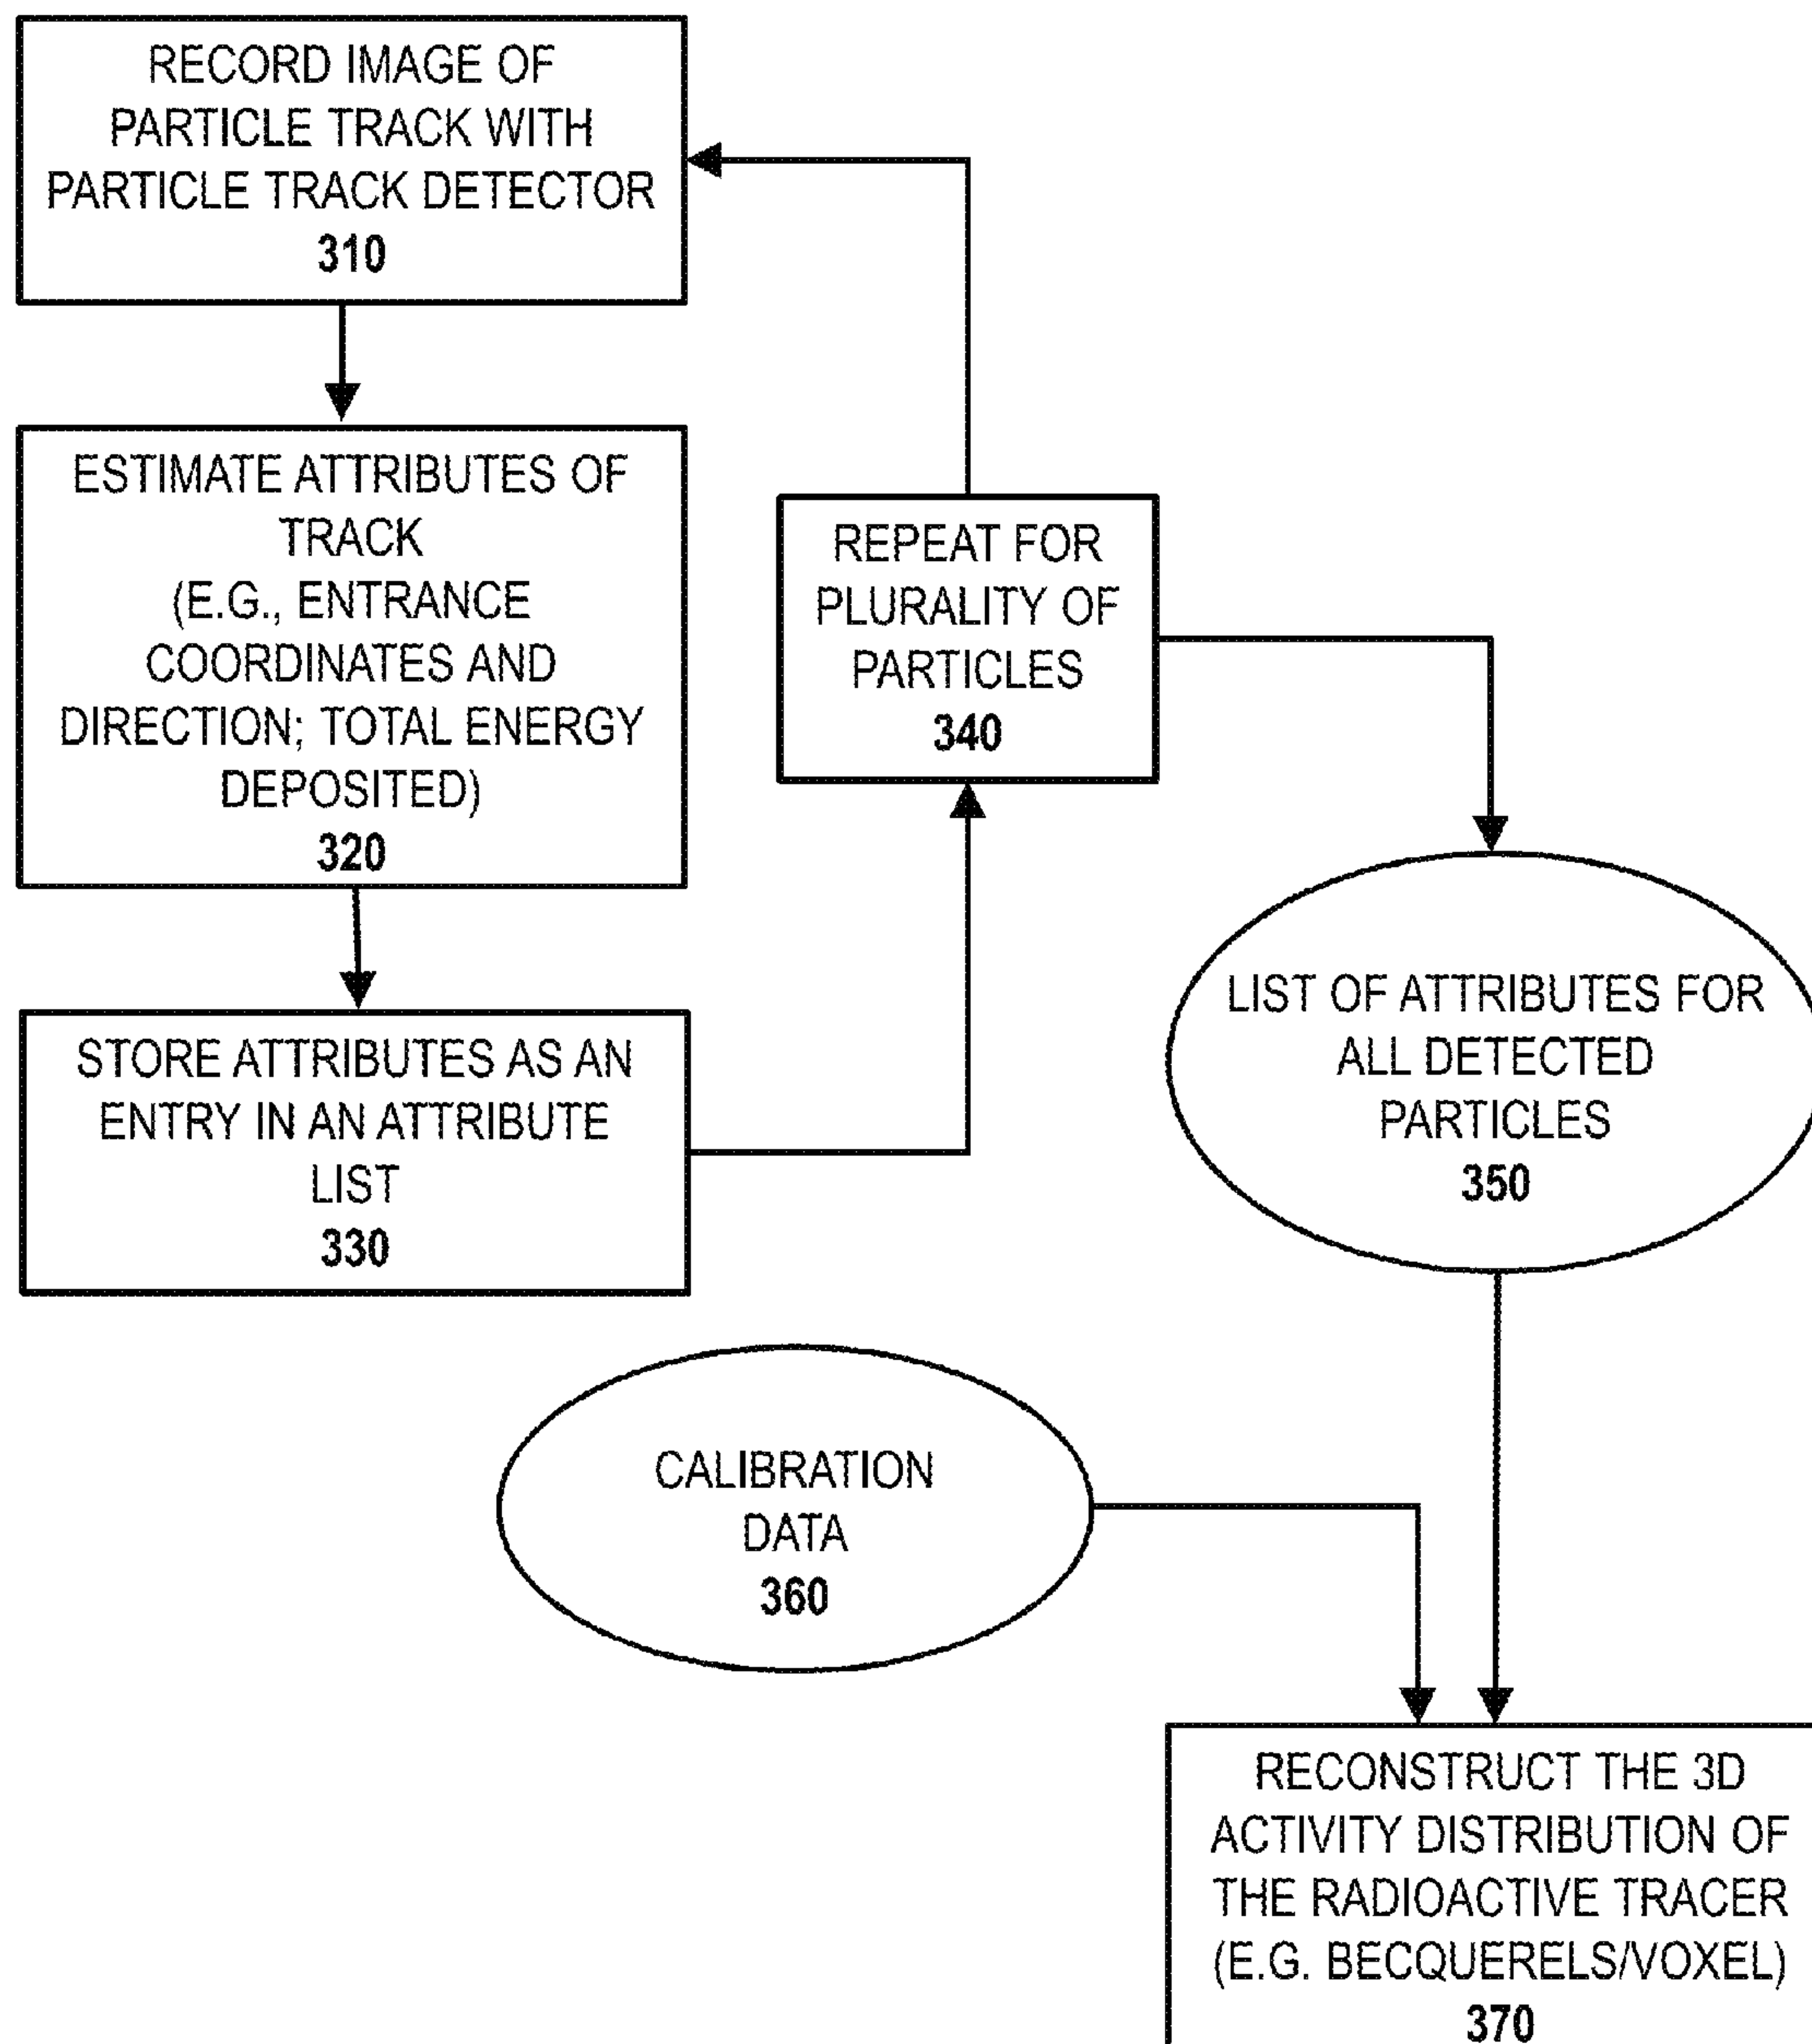 RECORD IMAGE OF
PARTICLE TRACK WITH
PARTICLE TRACK DETECTOR
310
ESTIMATE ATTRIBUTES OF
TRACK
(E.G., ENTRANCE
COORDINATES AND
DIRECTION; TOTAL ENERGY
DEPOSITED)
320
STORE ATTRIBUTES AS AN
ENTRY IN AN ATTRIBUTE
LIST
330
REPEAT FOR
PLURALITY OF
PARTICLES
340
LIST OF ATTRIBUTES FOR
ALL DETECTED
PARTICLES
350
CALIBRATION
DATA
360
RECONSTRUCT THE 3D
ACTIVITY DISTRIBUTION OF
THE RADIOACTIVE TRACER
(E.G. BECQUERELS/VOXEL)
370